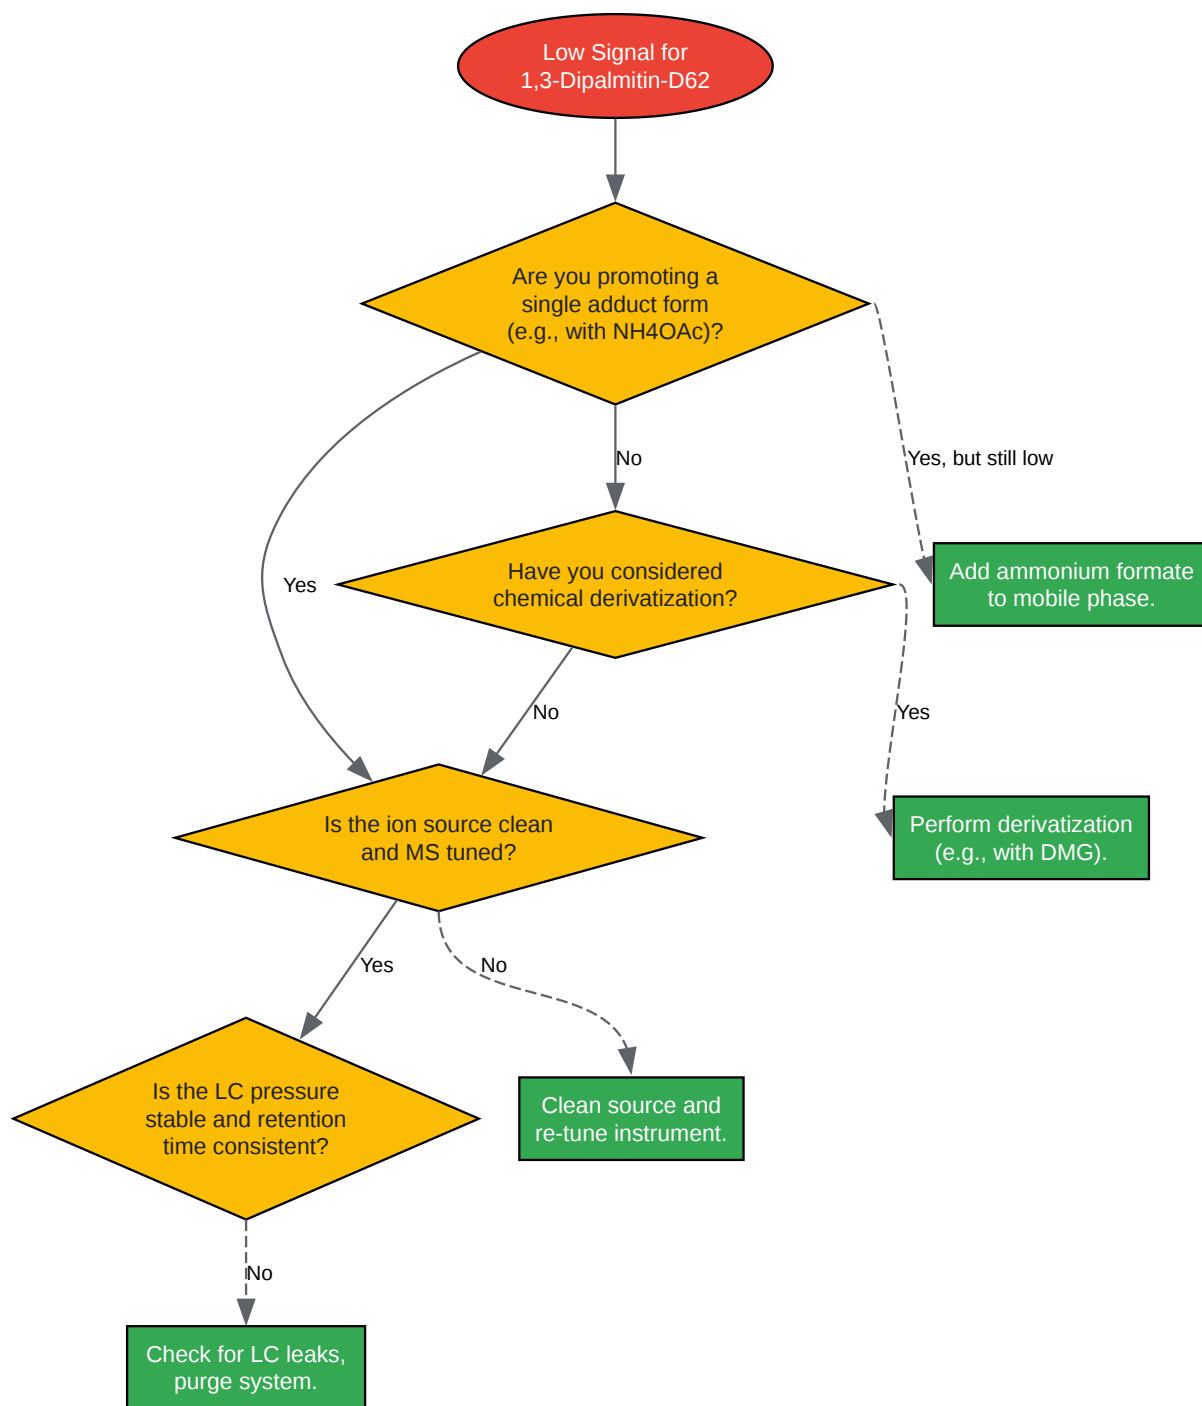 Low Signal for
1,3-Dipalmitin-D62
Are you promoting a
single adduct form
(e.g., with NH4OAc)?
No
Yes, but still low
Yes
Have you considered
chemical derivatization?
Add ammonium formate
to mobile phase.
No
Yes
Is the ion source clean
and MS tuned?
Perform derivatization
(e.g., with DMG).
Yes
No
Is the LC pressure
stable and retention
time consistent?
Clean source and
re-tune instrument.
No
Check for LC leaks,
purge system.